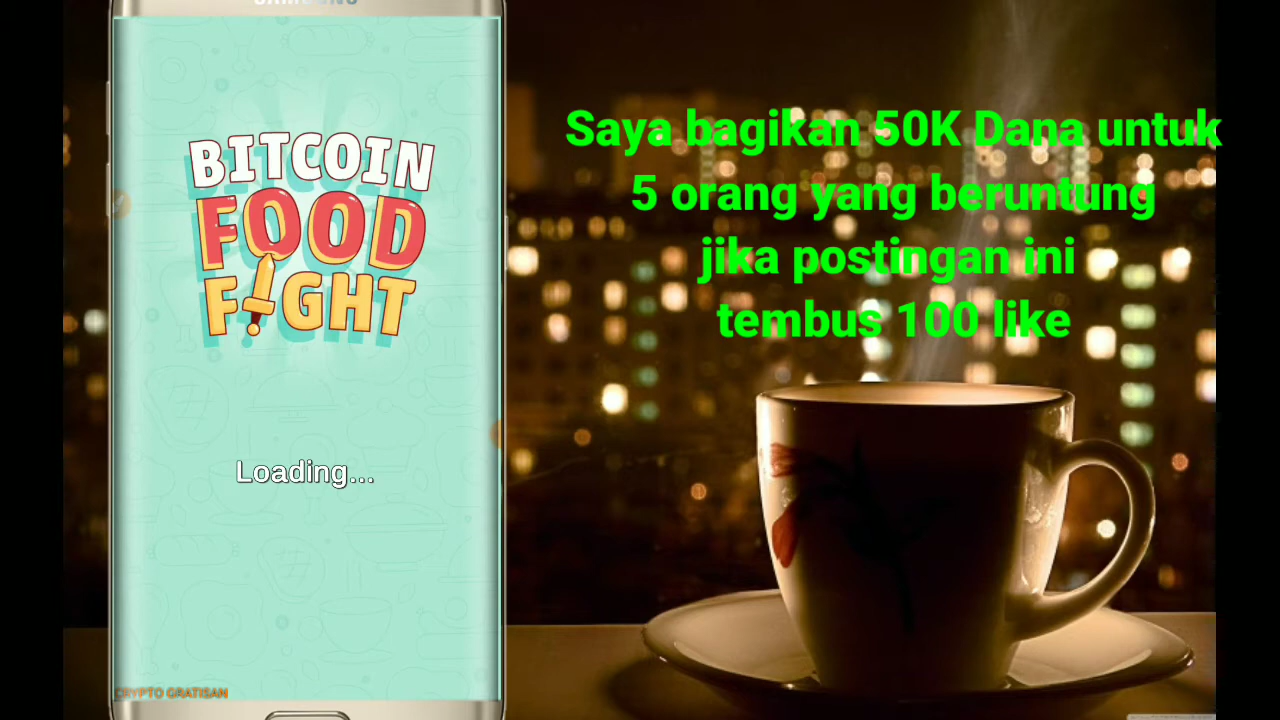 SAMSUNG
BITCOIN
FOOD
FIGHT
Loading...
CRYPTO GRATISAN
Saya bagikan 50K Dana untuk
5 orang yang beruntung
jika postingan ini
tembus 100 like